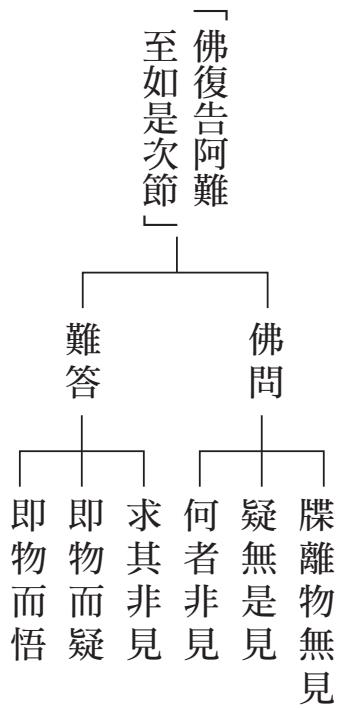 「佛復告阿難
至如是次節」
佛問
牒離物無見
疑無是見
何者非見
難答
求其非見
即物而疑
即物而悟